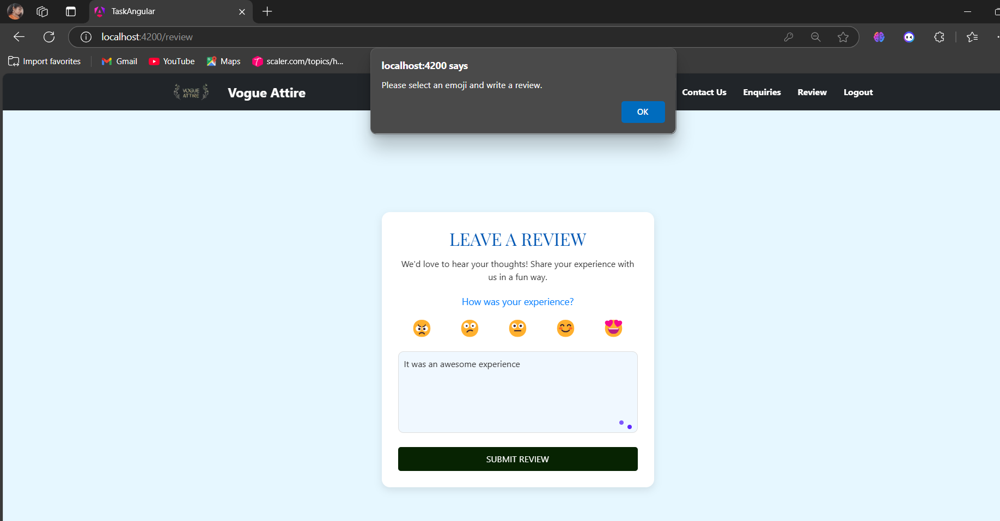 TaskAngular
localhost:4200/review
Import favorites
Gmail
YouTube
Maps
scaler.com/topics/h...
localhost:4200 says
Please select an emoji and write a review.
OK
VOGUE
ATTIRE
Vogue Attire
Contact Us
Enquiries
Review
Logout
LEAVE A REVIEW
We'd love to hear your thoughts! Share your experience with
us in a fun way.
How was your experience?
It was an awesome experience
SUBMIT REVIEW